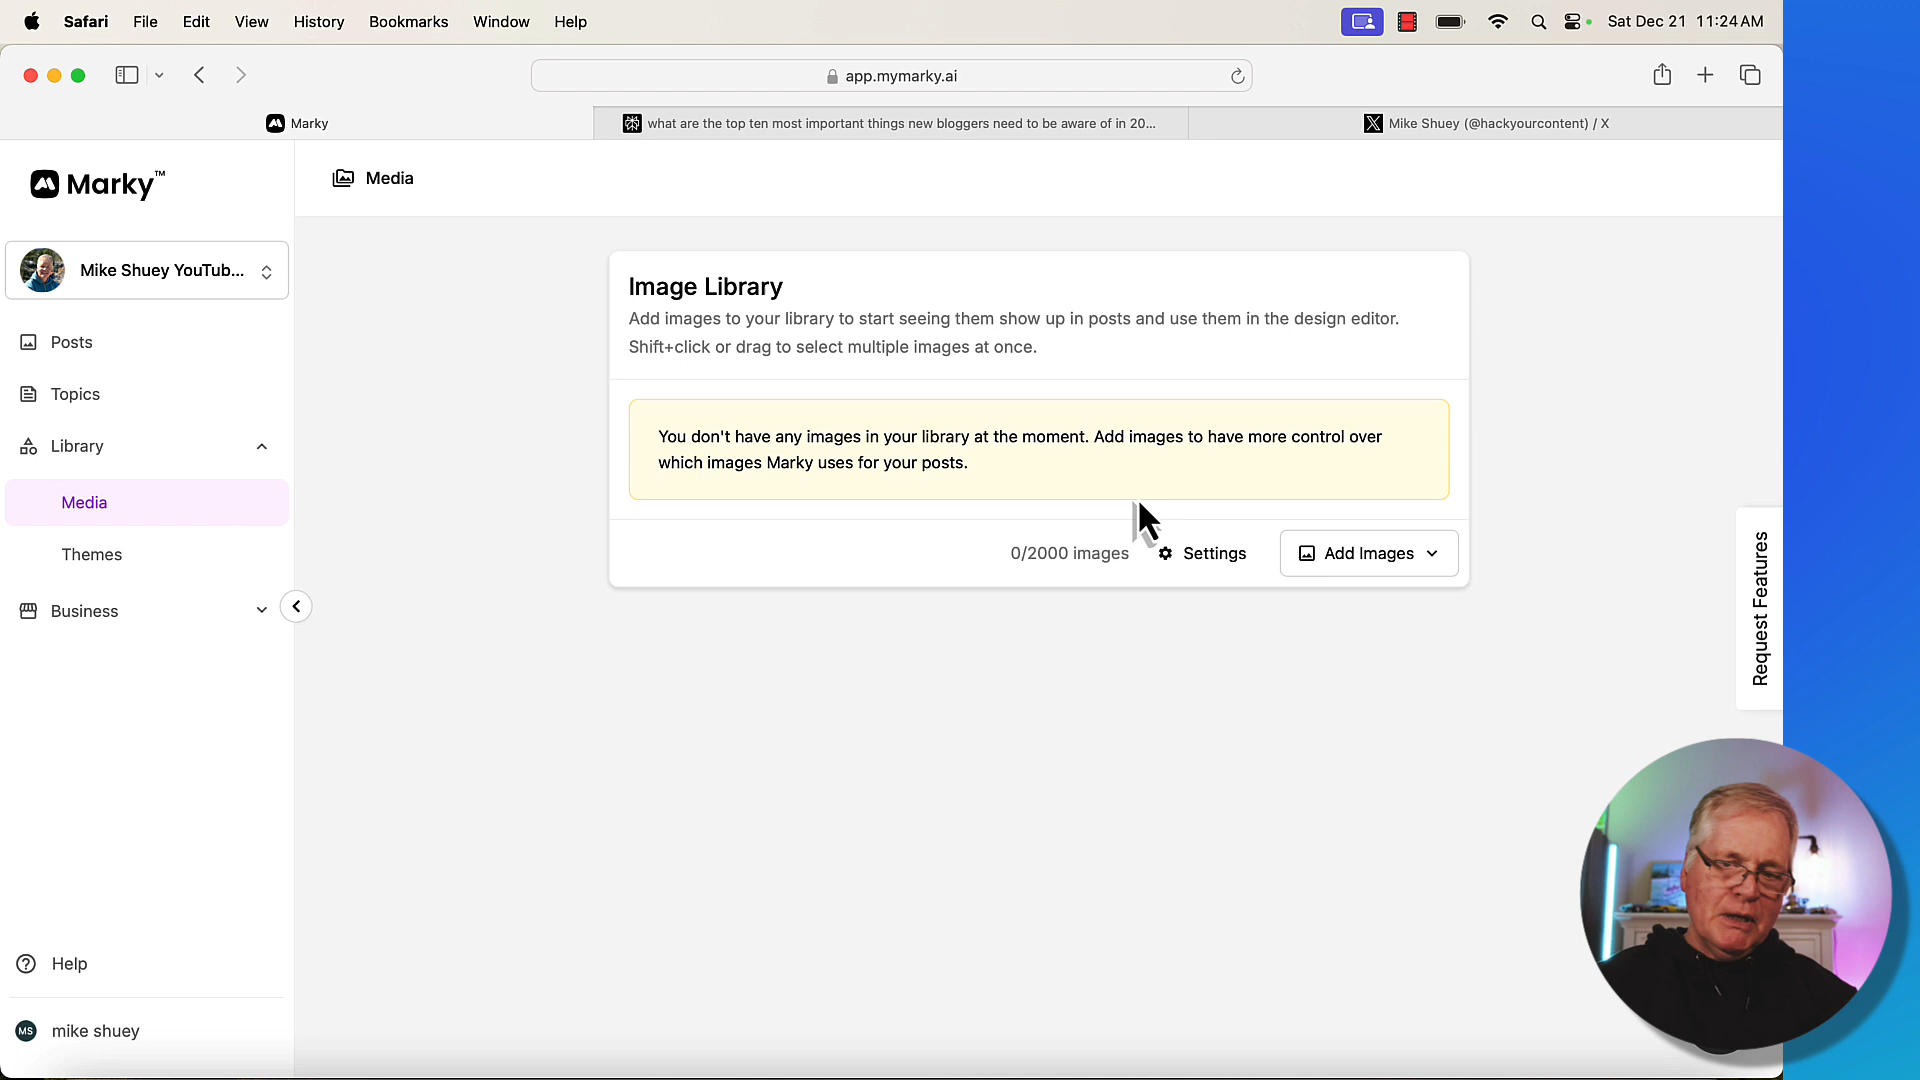 Safari File Edit View History Bookmarks Window Help Sat Dec 21 11:24 AM
app.mymarky.ai
Marky
what are the top ten most important things new bloggers need to be aware of in 20...
Mike Shuey (@hackyourcontent) / X
Marky™
Media
Mike Shuey YouTub...
Posts
Topics
Library
Media
Themes
Business
Help
MS mike shuey
Image Library
Add images to your library to start seeing them show up in posts and use them in the design editor.
Shift+click or drag to select multiple images at once.
You don't have any images in your library at the moment. Add images to have more control over
which images Marky uses for your posts.
0/2000 images Settings Add Images
Request Features